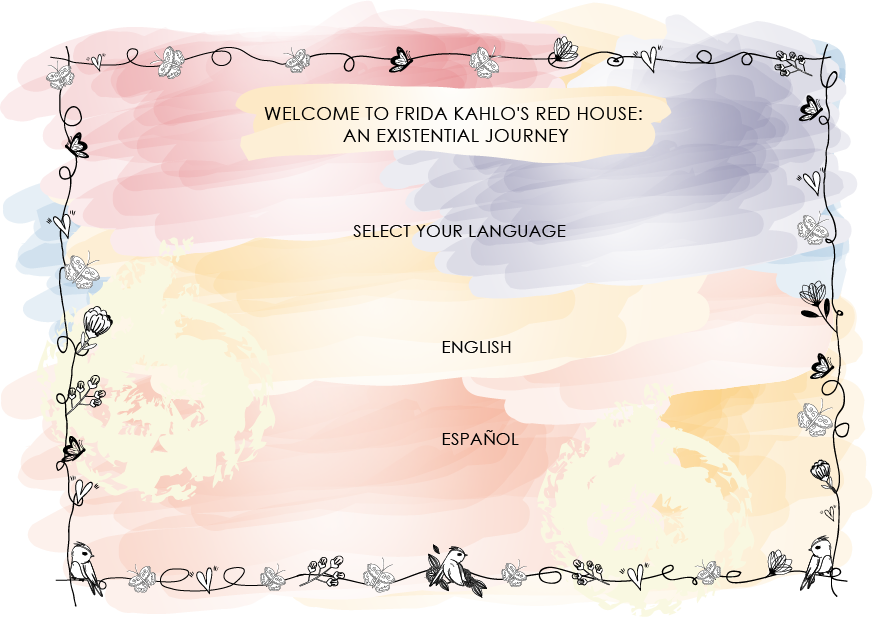 WELCOME TO FRIDA KAHLO'S RED HOUSE:
AN EXISTENTIAL JOURNEY
SELECT YOUR LANGUAGE
ENGLISH
ESPAÑOL